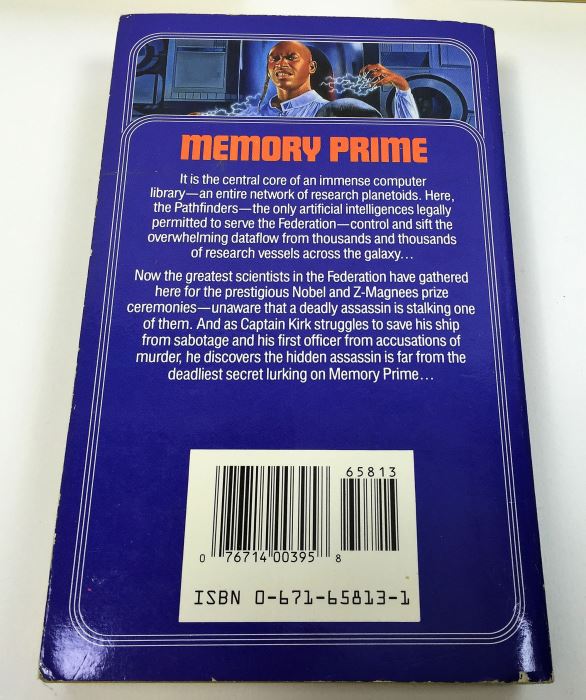 MEMORY PRIME
It is the central core of an immense computer
library—an entire network of research planetoids. Here,
the Pathfinders—the only artificial intelligences legally
permitted to serve the Federation—control and sift the
overwhelming dataflow from thousands and thousands
of research vessels across the galaxy...
Now the greatest scientists in the Federation have gathered
here for the prestigious Nobel and Z-Magnees prize
ceremonies—unaware that a deadly assassin is stalking one
of them. And as Captain Kirk struggles to save his ship
from sabotage and his first officer from accusations of
murder, he discovers the hidden assassin is far from the
deadliest secret lurking on Memory Prime...
65813
0 76714 00395 8
ISBN 0-671-65813-1